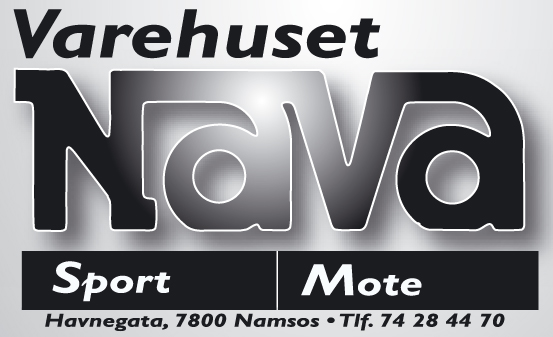 Varehuset
Nava
Sport Mote
Havnegata, 7800 Namsos • Tlf. 74 28 44 70